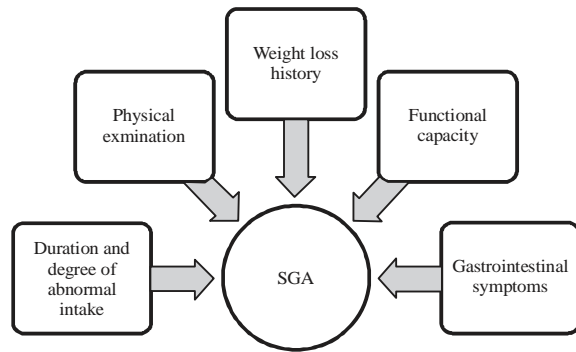 Weight loss
history
Physical
exmination
Functional
capacity
Duration and
degree of
abnormal
intake
SGA
Gastrointestinal
symptoms